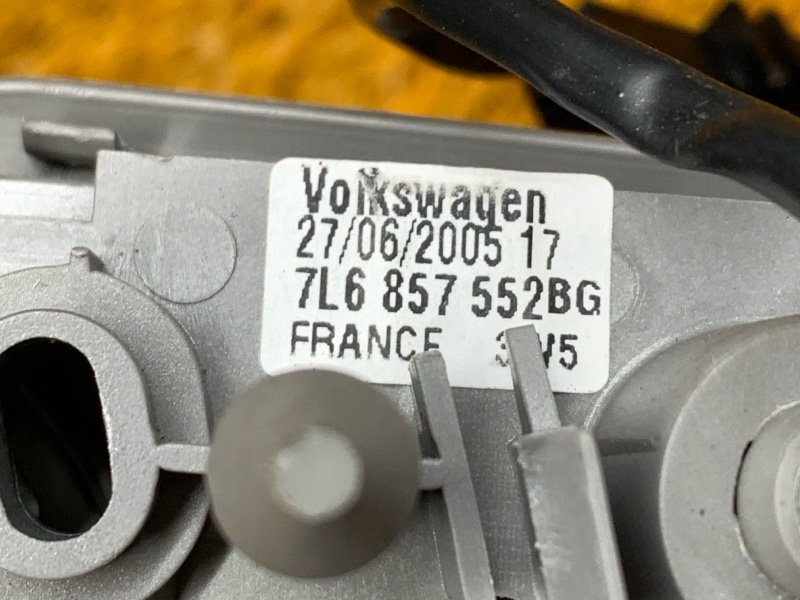 Volkswagen
27/06/2005 17
7L6 857 552BG
FRANCE